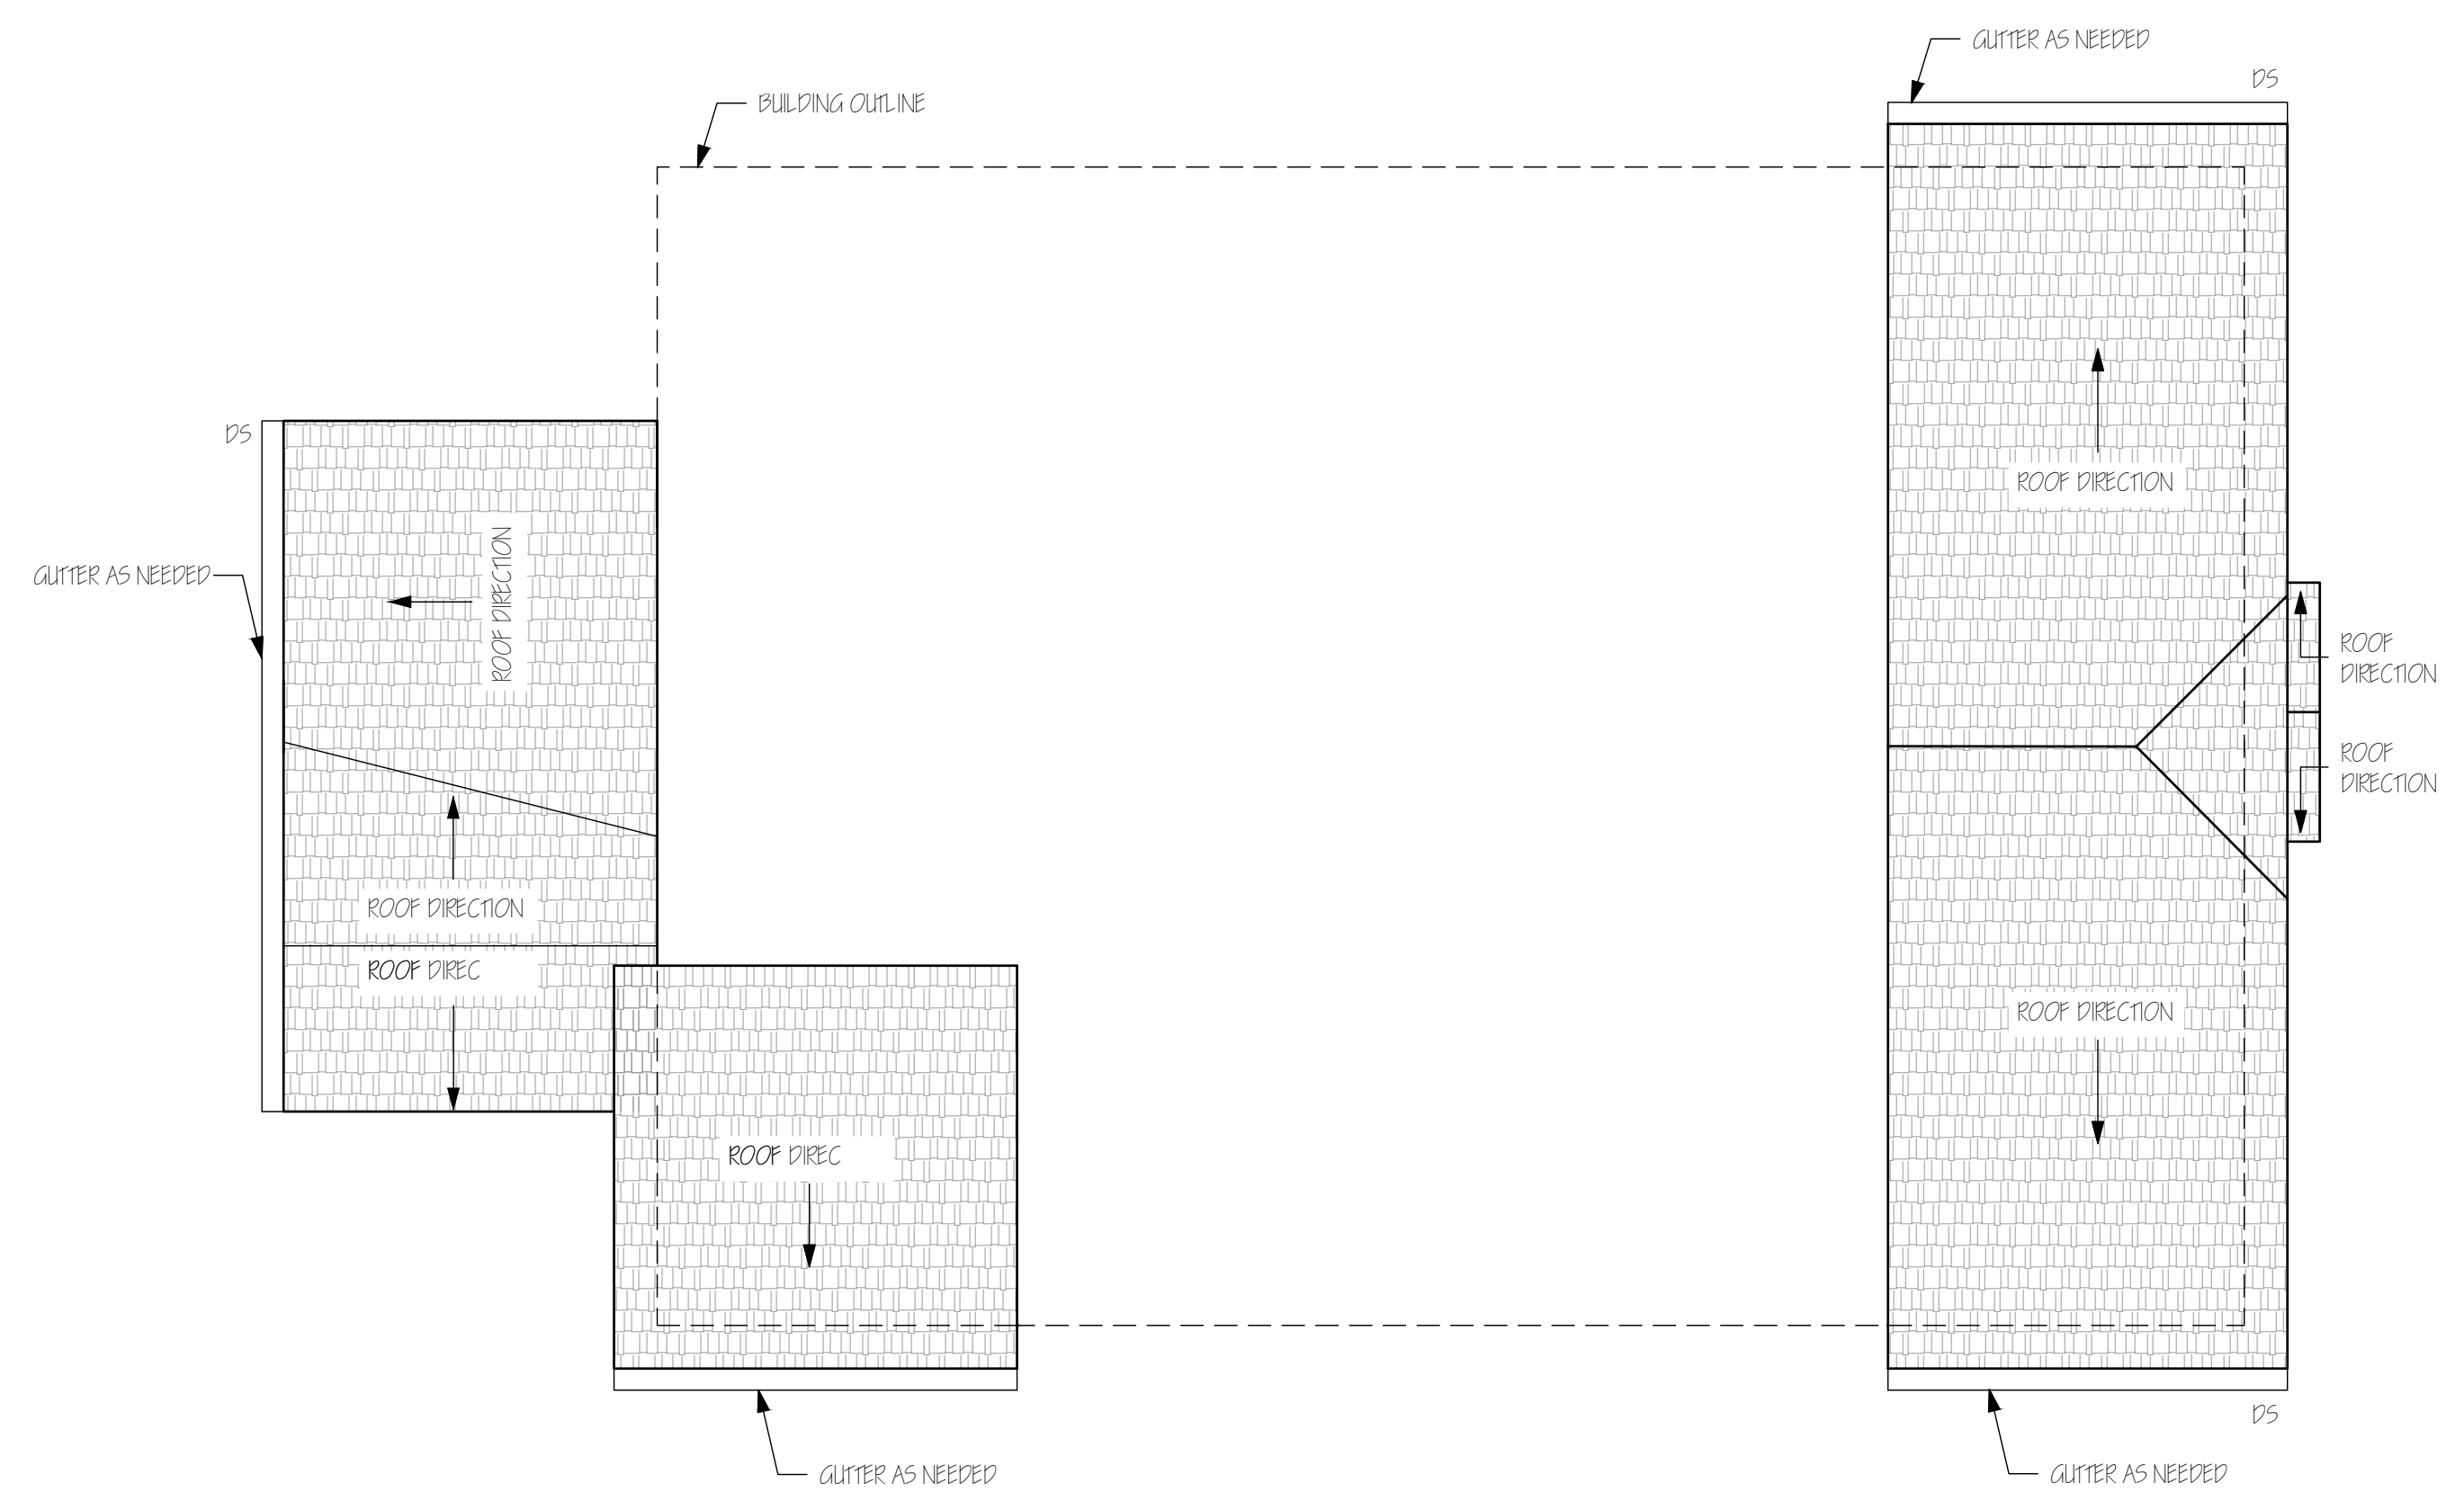 GUTTER AS NEEDED
DS
BUILDING OUTLINE
DS
ROOF DIRECTION
ROOF DIRECTION
GUTTER AS NEEDED
ROOF
DIRECTION
ROOF
DIRECTION
ROOF DIRECTION
ROOF DIREC
ROOF DIRECTION
ROOF DIREC
DS
GUTTER AS NEEDED
GUTTER AS NEEDED